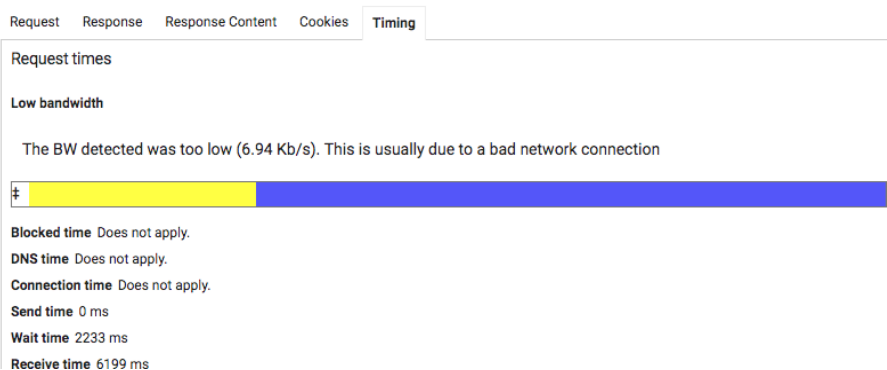 Request Response Response Content Cookies Timing
Request times
Low bandwidth
The BW detected was too low (6.94 Kb/s). This is usually due to a bad network connection
‡
Blocked time Does not apply.
DNS time Does not apply.
Connection time Does not apply.
Send time 0 ms
Wait time 2233 ms
Receive time 6199 ms